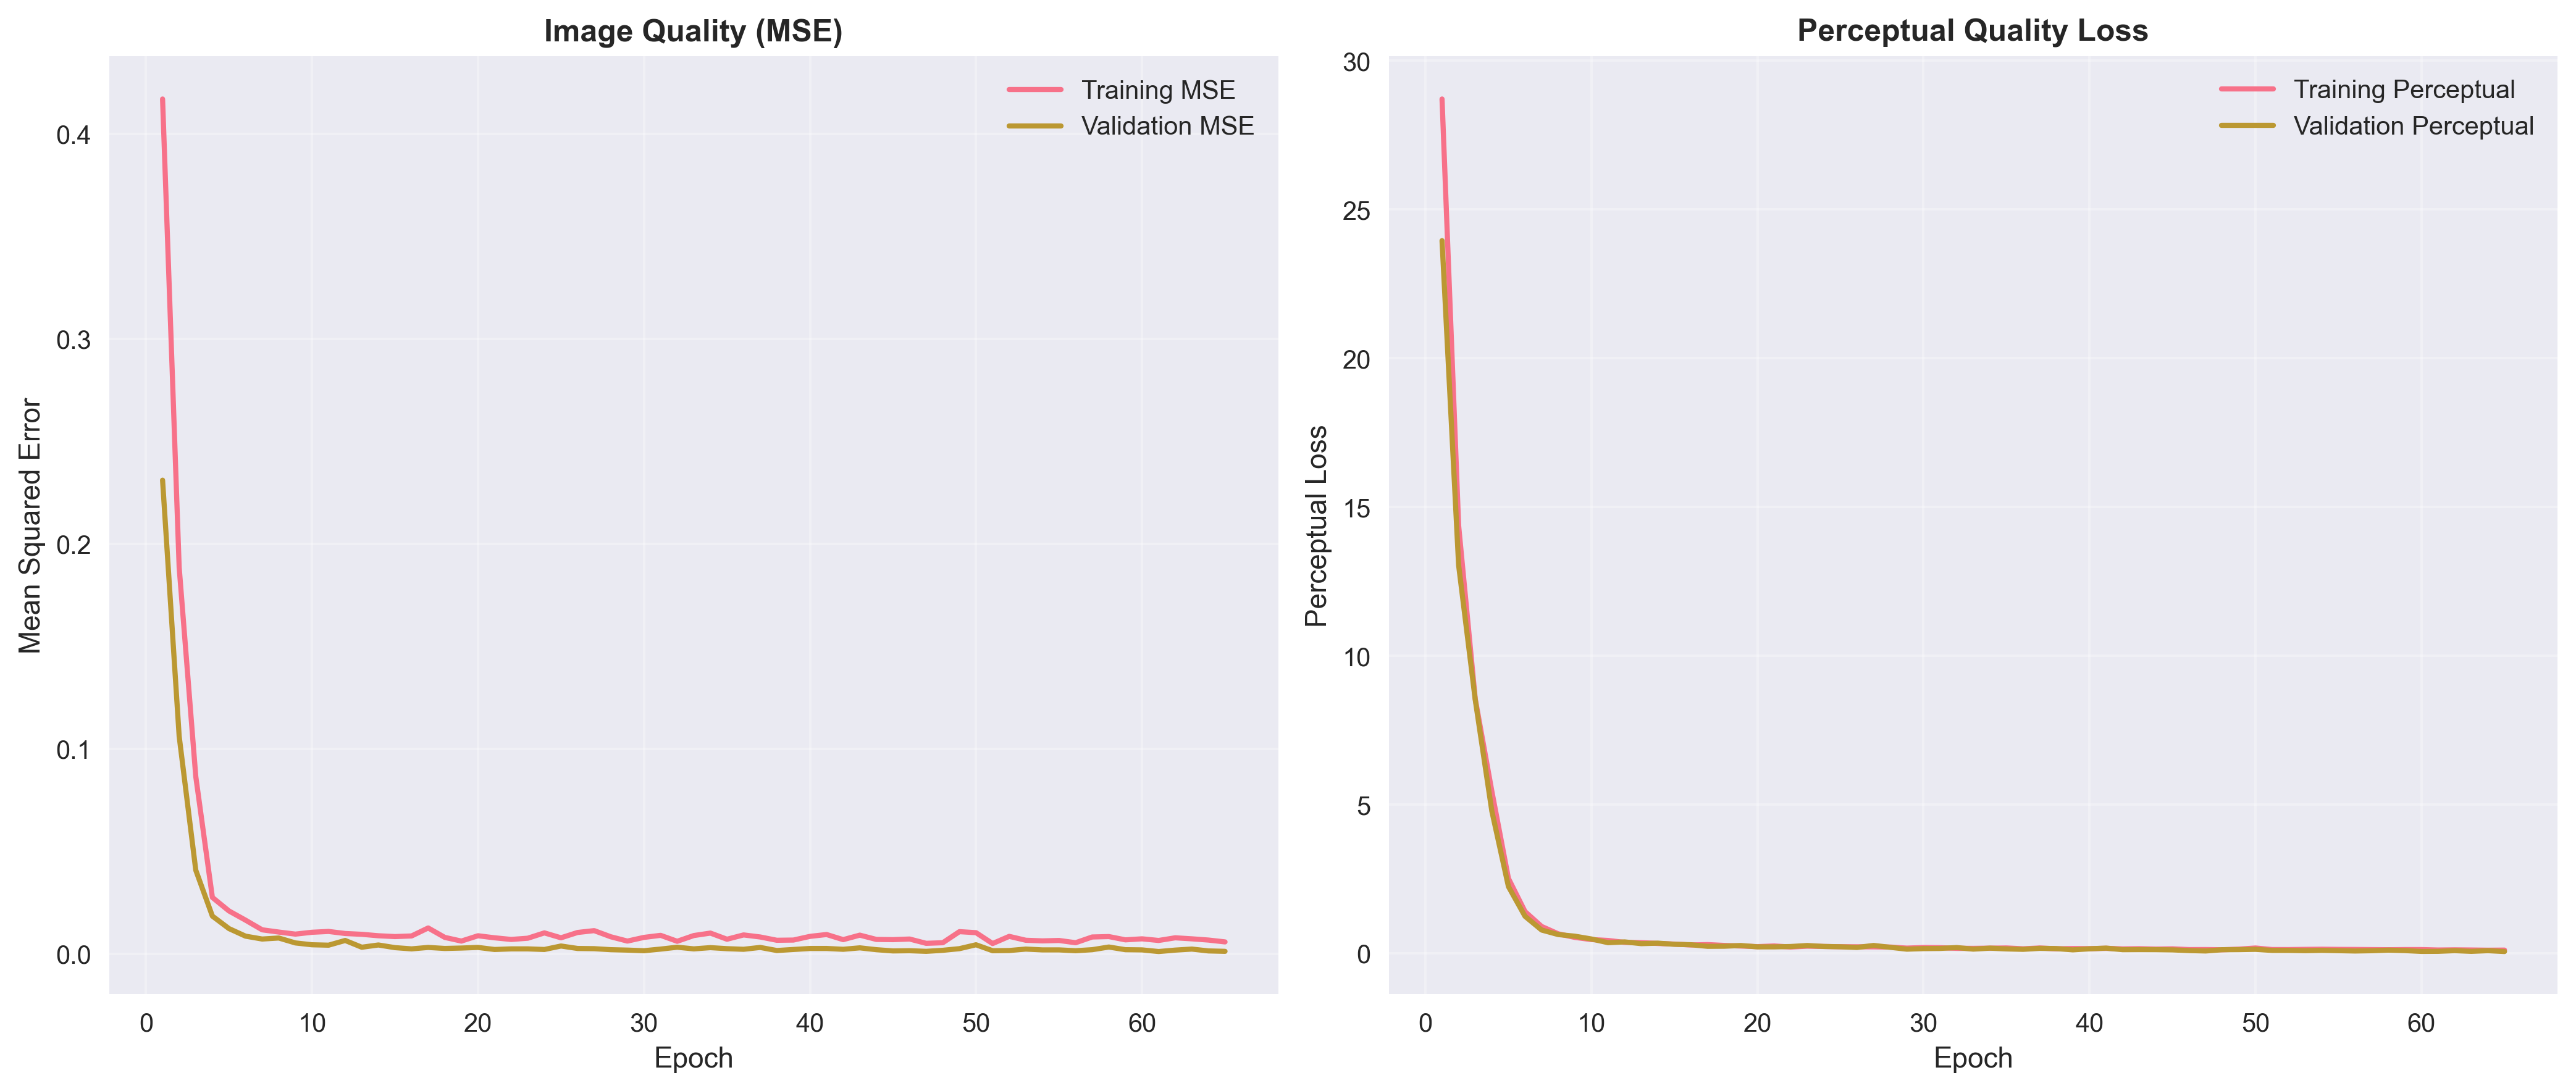 Image Quality (MSE)
Training MSE
Validation MSE
Mean Squared Error
0.4
0.3
0.2
0.1
0.0
0 10 20 30 40 50 60
Epoch
Perceptual Quality Loss
Training Perceptual
Validation Perceptual
Perceptual Loss
30
25
20
15
10
5
0
0 10 20 30 40 50 60
Epoch